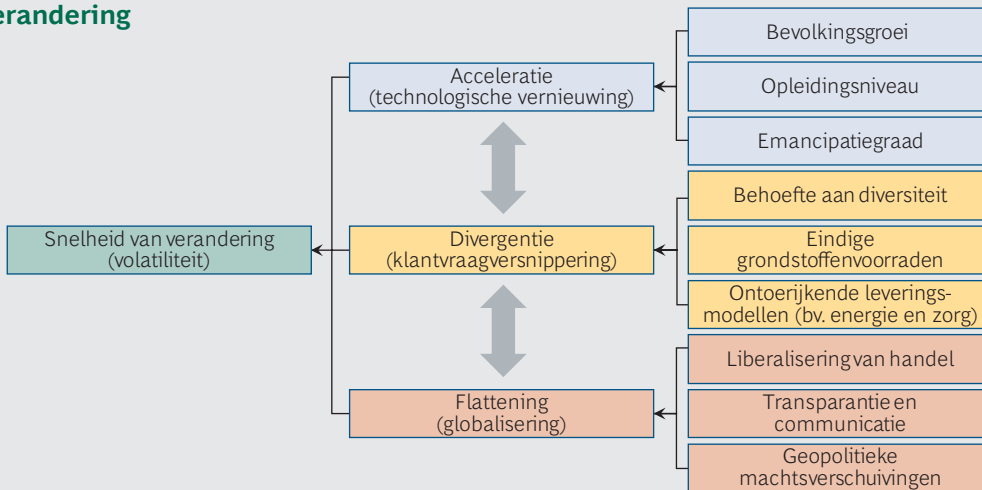 erandering
Bevolkingsgroei
Acceleratie
(technologische vernieuwing)
Opleidingsniveau
Emancipatiegraad
Behoefte aan diversiteit
Snelheid van verandering
(volatiliteit)
Divergentie
(klantvraagversnippering)
Eindige
grondstoffenvoorraden
Ontoerijkende leverings-
modellen (bv. energie en zorg)
Liberalisering van handel
Flattening
(globalisering)
Transparantie en
communicatie
Geopolitieke
machtsverschuivingen